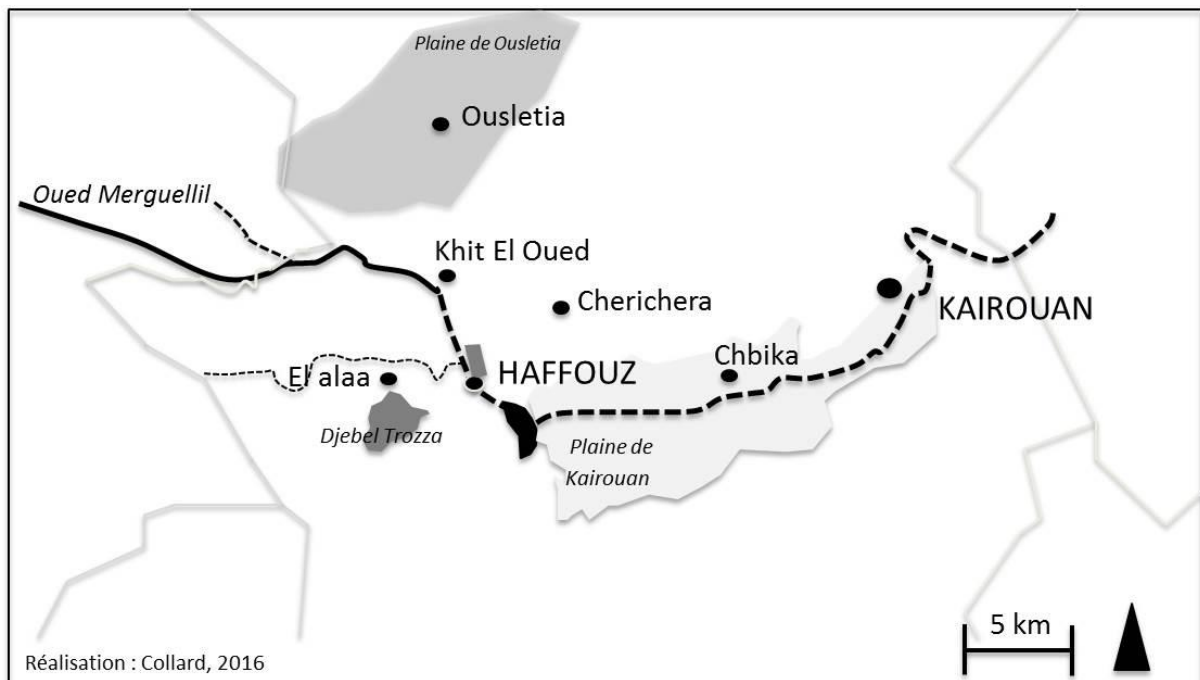 Plaine de Ousletia
Ousletia
Oued Merguellil
Khit El Oued
Cherichera
KAIROUAN
Chbika
HAFFOUZ
El alaa
Djebel Trozza
Plaine de
Kairouan
5 km
Réalisation : Collard, 2016